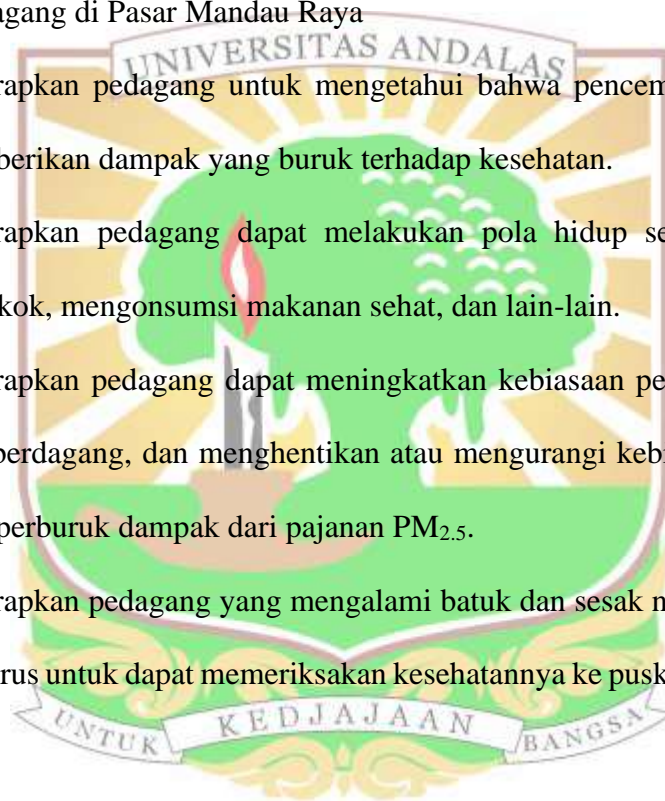 agang di Pasar Mandau Raya
UNIVERSITAS ANDALAS
rapkan pedagang untuk mengetahui bahwa pencem
berikan dampak yang buruk terhadap kesehatan.
rapkan pedagang dapat melakukan pola hidup se
kok, mengonsumsi makanan sehat, dan lain-lain.
rapkan pedagang dapat meningkatkan kebiasaan pe
berdagang, dan menghentikan atau mengurangi kebi
perburuk dampak dari pajanan PM2.5.
rapkan pedagang yang mengalami batuk dan sesak n
rus untuk dapat memeriksakan kesehatannya ke pusk
UNTUK KEDJAJAAN BANGSA